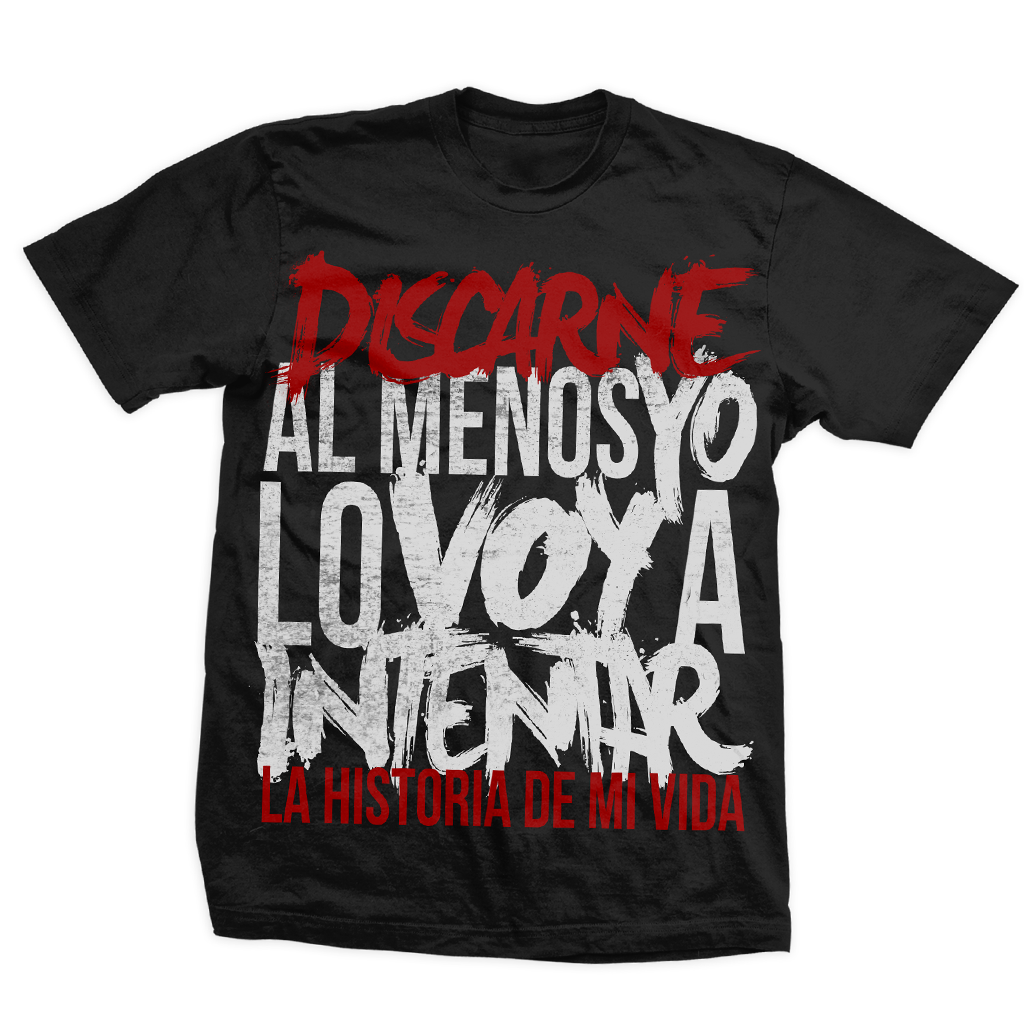 DISCARNE
AL MENOS YO
LO VOY A
INTENTAR
LA HISTORIA DE MI VIDA